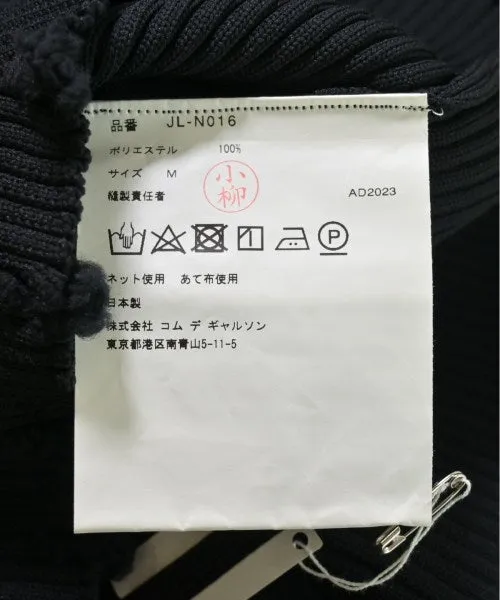 品番 JL-N016
ポリエステル 100%
サイズ M
小柳
縫製責任者 AD2023
P
ネット使用 あて布使用
日本製
株式会社 コム デ ギャルソン
東京都港区南青山5-11-5